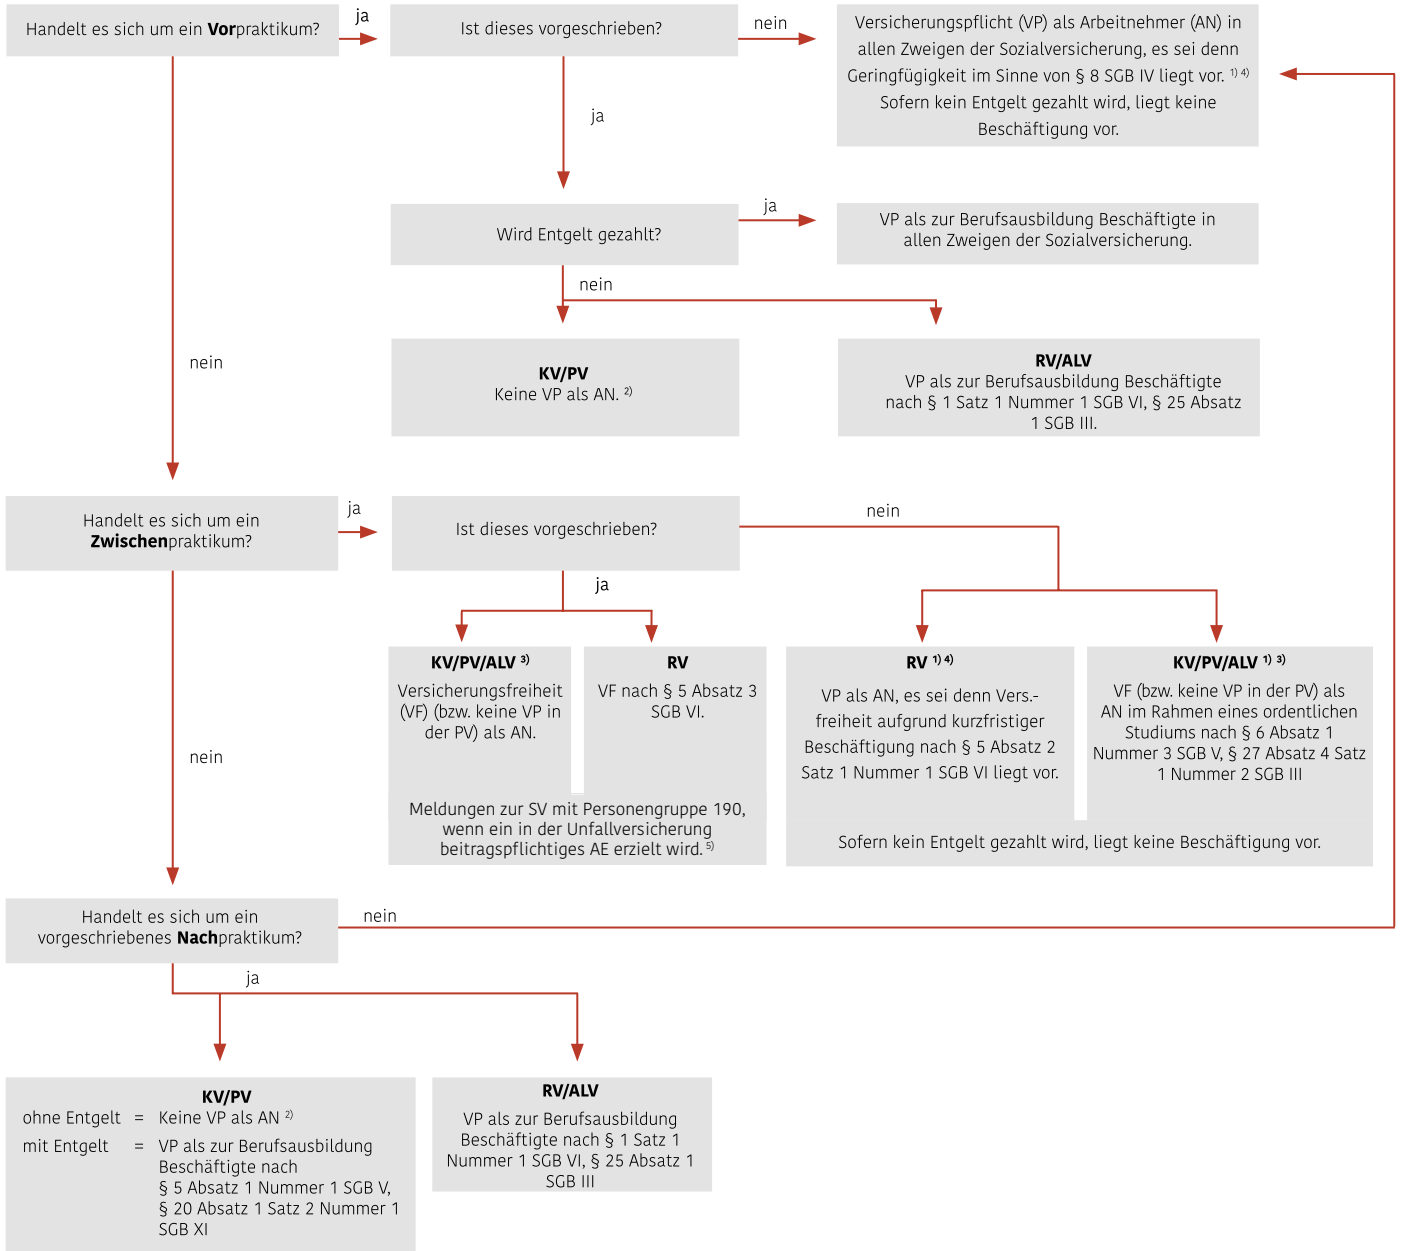 Handelt es sich um ein Vorpraktikum?
ja
Ist dieses vorgeschrieben?
nein
Versicherungspflicht (VP) als Arbeitnehmer (AN) in
allen Zweigen der Sozialversicherung, es sei denn
Geringfügigkeit im Sinne von § 8 SGB IV liegt vor. 1) 4)
Sofern kein Entgelt gezahlt wird, liegt keine
Beschäftigung vor.
ja
Wird Entgelt gezahlt?
ja
VP als zur Berufsausbildung Beschäftigte in
allen Zweigen der Sozialversicherung.
nein
KV/PV
Keine VP als AN. 2)
RV/ALV
VP als zur Berufsausbildung Beschäftigte
nach § 1 Satz 1 Nummer 1 SGB VI, § 25 Absatz
1 SGB III.
nein
Handelt es sich um ein
Zwischenpraktikum?
ja
Ist dieses vorgeschrieben?
nein
ja
KV/PV/ALV 3)
Versicherungsfreiheit
(VF) (bzw. keine VP in
der PV) als AN.
RV
VF nach § 5 Absatz 3
SGB VI.
Meldungen zur SV mit Personengruppe 190,
wenn ein in der Unfallversicherung
beitragspflichtiges AE erzielt wird. 5)
RV 1) 4)
VP als AN, es sei denn Vers.-
freiheit aufgrund kurzfristiger
Beschäftigung nach § 5 Absatz 2
Satz 1 Nummer 1 SGB VI liegt vor.
KV/PV/ALV 1) 3)
VF (bzw. keine VP in der PV) als
AN im Rahmen eines ordentlichen
Studiums nach § 6 Absatz 1
Nummer 3 SGB V, § 27 Absatz 4 Satz
1 Nummer 2 SGB III
Sofern kein Entgelt gezahlt wird, liegt keine Beschäftigung vor.
nein
Handelt es sich um ein
vorgeschriebenes Nachpraktikum?
nein
ja
KV/PV
ohne Entgelt = Keine VP als AN 2)
mit Entgelt = VP als zur Berufsausbildung
Beschäftigte nach
§ 5 Absatz 1 Nummer 1 SGB V,
§ 20 Absatz 1 Satz 2 Nummer 1
SGB XI
RV/ALV
VP als zur Berufsausbildung
Beschäftigte nach § 1 Satz 1
Nummer 1 SGB VI, § 25 Absatz 1
SGB III